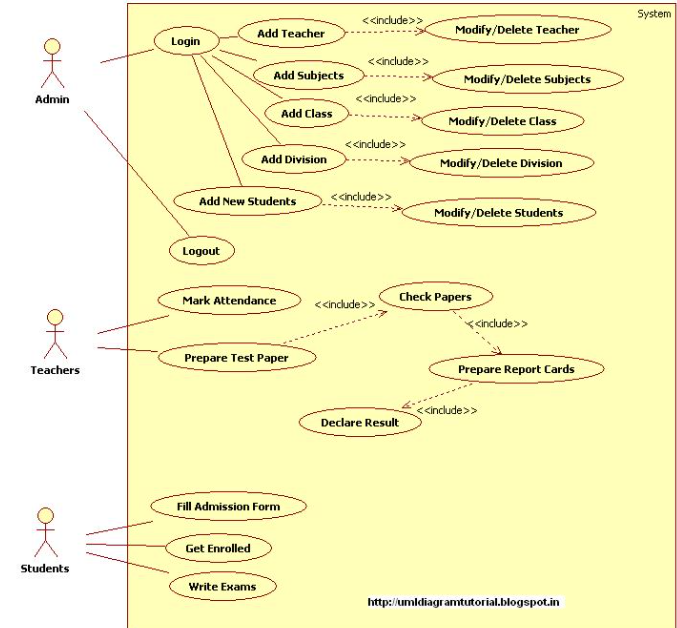 System
<<include>>
Login
Add Teacher
Modify/Delete Teacher
Admin
<<include>>
Add Subjects
Modify/Delete Subjects
<<include>>
Add Class
Modify/Delete Class
<<include>>
Add Division
Modify/Delete Division
<<include>>
Add New Students
Modify/Delete Students
Logout
Mark Attendance
<<include>>
Check Papers
Teachers
<<include>>
Prepare Test Paper
Prepare Report Cards
<<include>>
Declare Result
Fill Admission Form
Get Enrolled
Students
Write Exams
http://umldiagramtutorial.blogspot.in